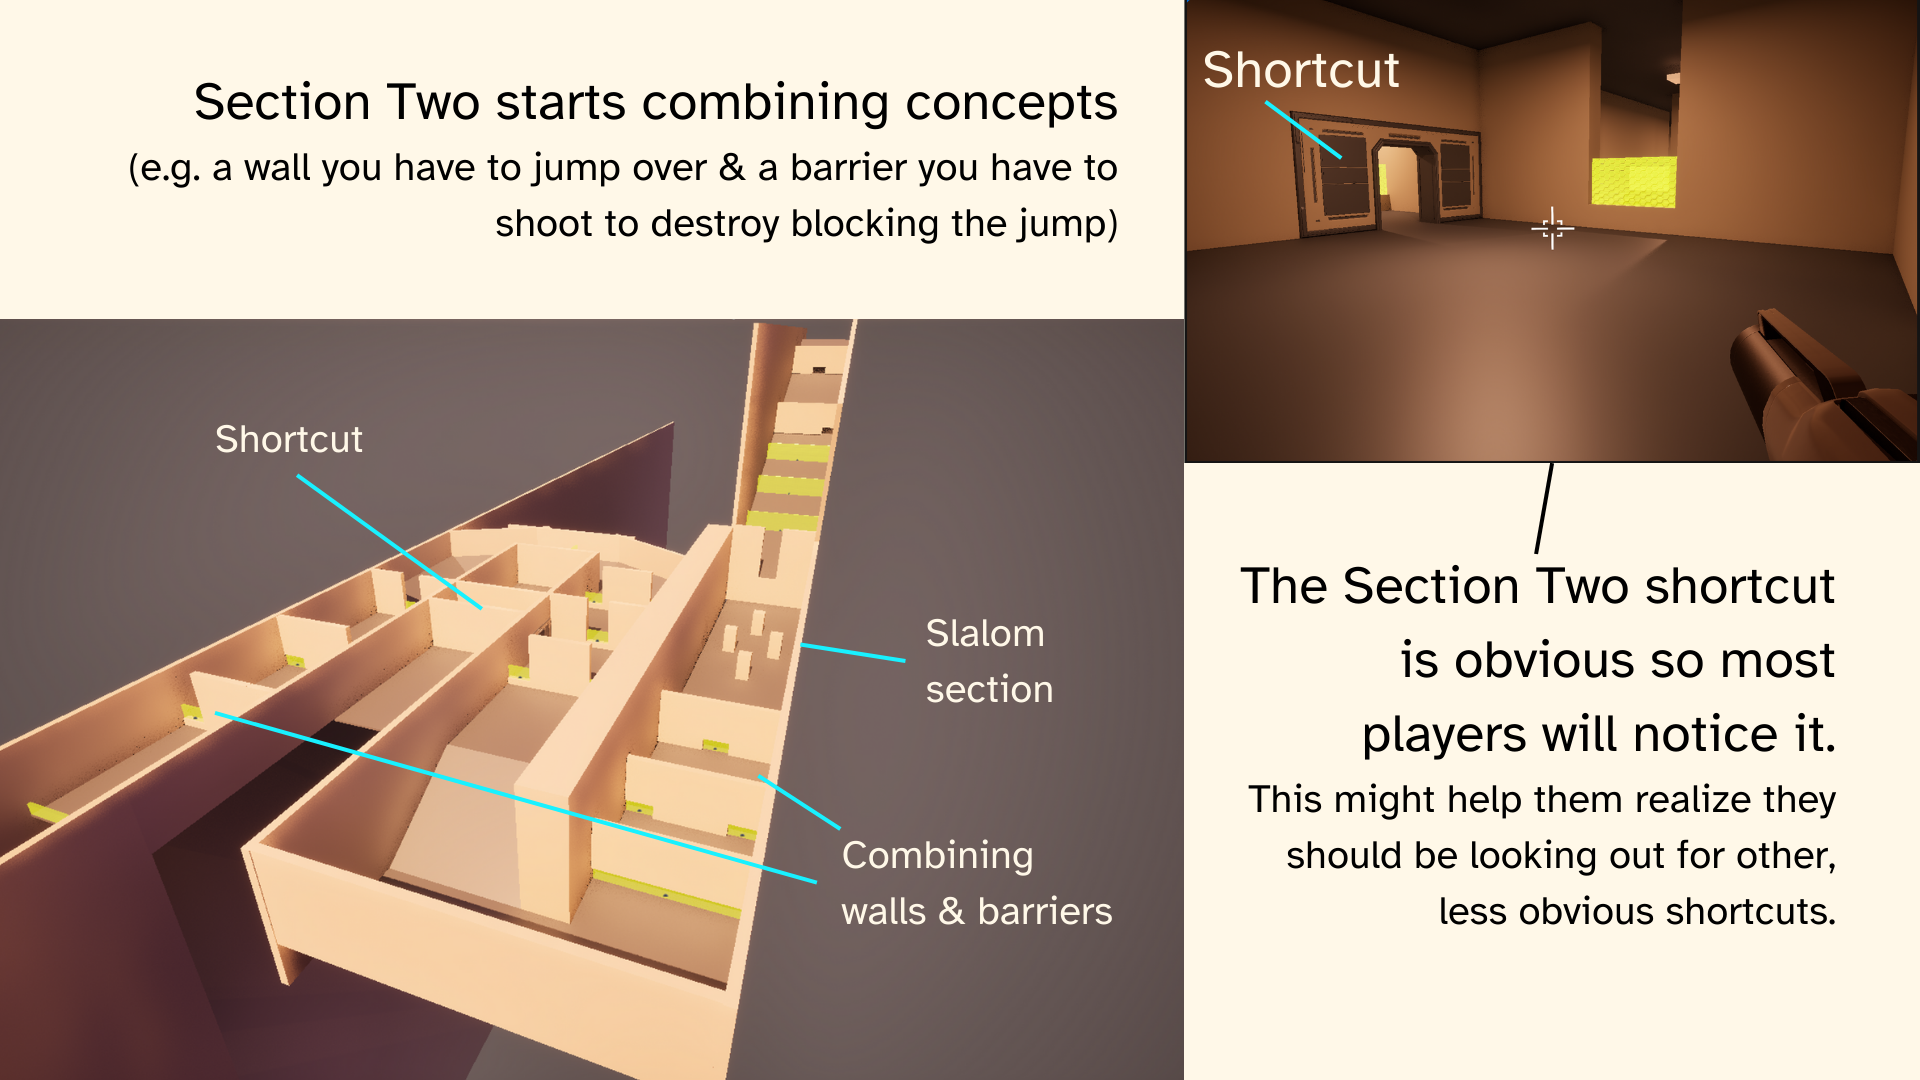 Section Two starts combining concepts
(e.g. a wall you have to jump over & a barrier you have to
shoot to destroy blocking the jump)
Shortcut
Shortcut
Slalom
section
Combining
walls & barriers
The Section Two shortcut
is obvious so most
players will notice it.
This might help them realize they
should be looking out for other,
less obvious shortcuts.